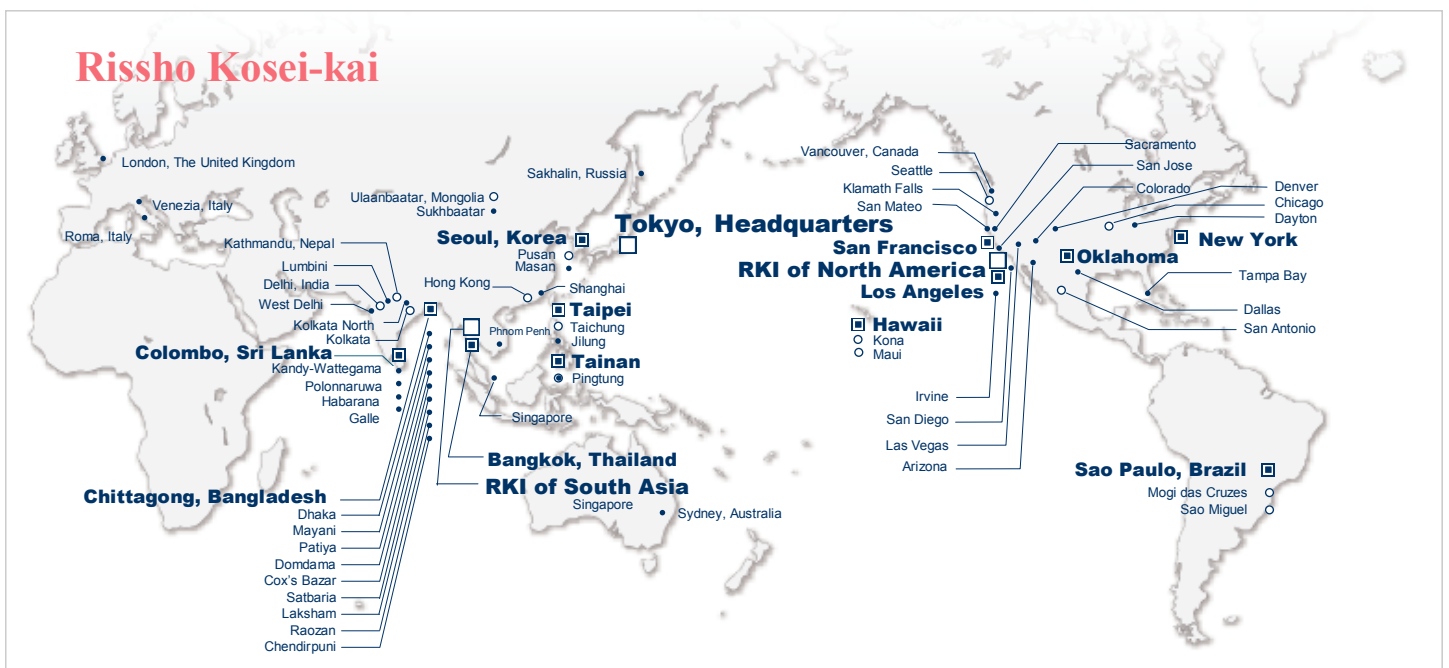 Rissho Kosei-kai
London, The United Kingdom
Venezia, Italy
Roma, Italy
Ulaanbaatar, Mongolia
Sukhbaatar
Sakhalin, Russia
Tokyo, Headquarters
Seoul, Korea
Pusan
Masan
Kathmandu, Nepal
Lumbini
Delhi, India
West Delhi
Kolkata North
Kolkata
Hong Kong
Shanghai
Taipei
Taichung
Jilung
Phnom Penh
Tainan
Pingtung
Colombo, Sri Lanka
Kandy-Wattegama
Polonnaruwa
Habarana
Galle
Singapore
Bangkok, Thailand
RKI of South Asia
Singapore
Sydney, Australia
Chittagong, Bangladesh
Dhaka
Mayani
Patiya
Domdama
Cox's Bazar
Satbaria
Laksham
Raozan
Chendirpuni
Vancouver, Canada
Seattle
Klamath Falls
San Mateo
San Francisco
RKI of North America
Los Angeles
Hawaii
Kona
Maui
Sacramento
San Jose
Colorado
Denver
Chicago
Dayton
New York
Oklahoma
Tampa Bay
Dallas
San Antonio
Irvine
San Diego
Las Vegas
Arizona
Sao Paulo, Brazil
Mogi das Cruzes
Sao Miguel